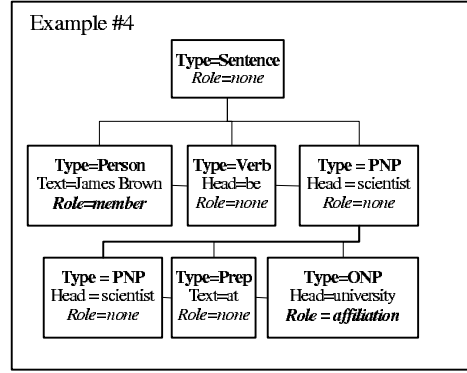 Example #4
Type=Sentence
Role=none
Type=Person
Text=James Brown
Role=member
Type=Verb
Head=be
Role=none
Type = PNP
Head = scientist
Role=none
Type = PNP
Head = scientist
Role=none
Type=Prep
Text=at
Role=none
Type=ONP
Head=university
Role = affiliation